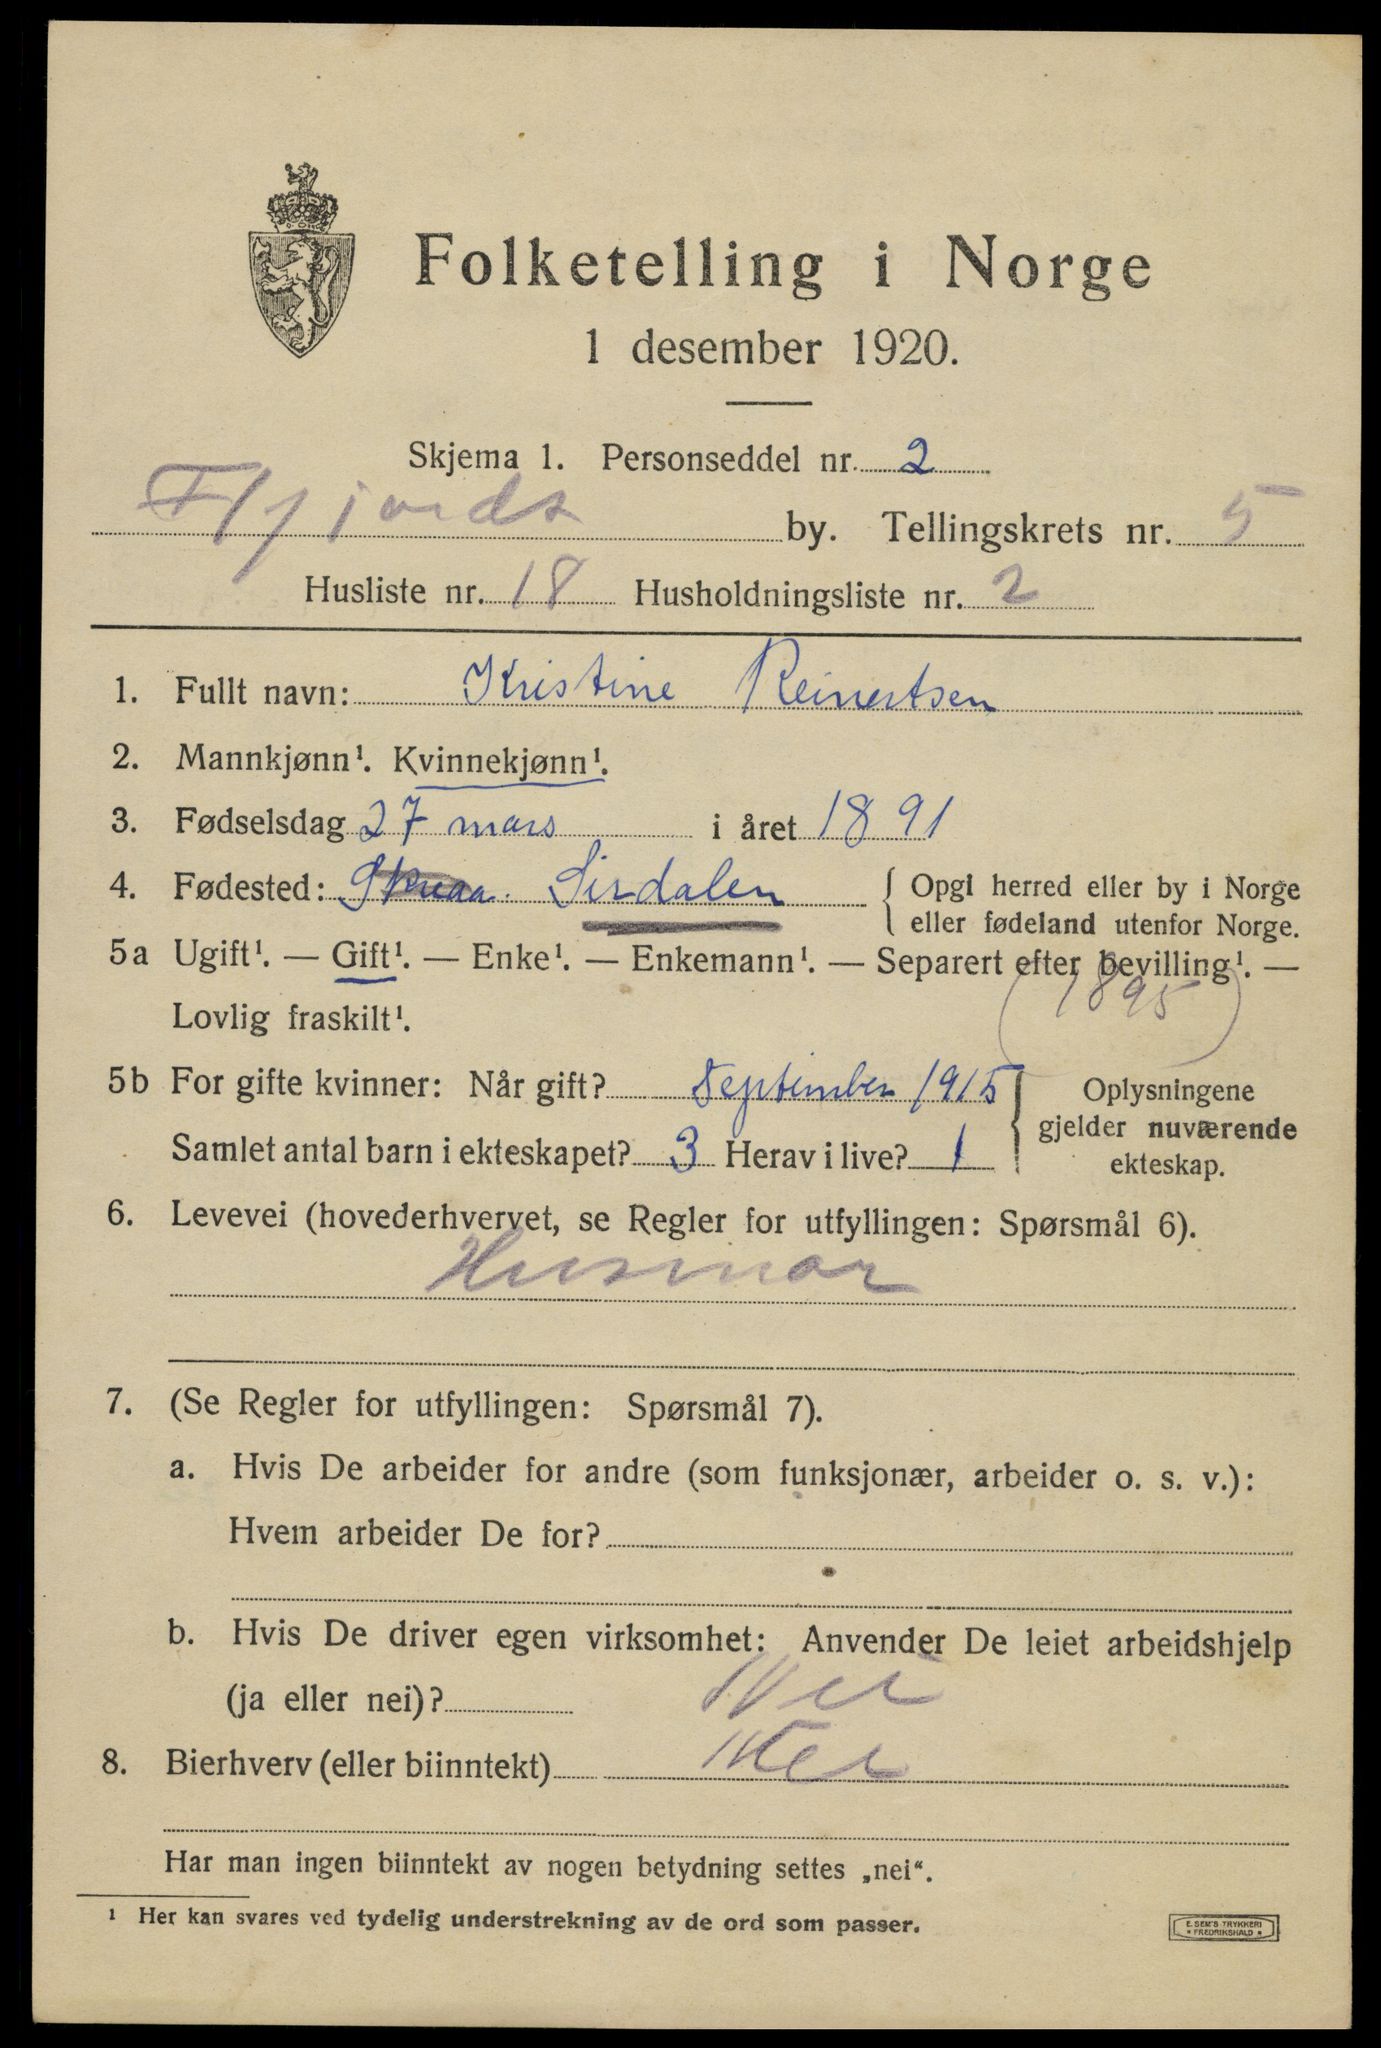 Folketelling i Norge
1 desember 1920.
Skjema 1. Personseddel nr. 2
Flfjords by. Tellingskrets nr. 5
Husliste nr. 18 Husholdningsliste nr. 2
1. Fullt navn: Kristine Reinertsen
2. Mannkjønn¹. Kvinnekjønn¹.
3. Fødselsdag 27 mars i året 1891
4. Fødested: Sirdalen { Opgi herred eller by i Norge
eller fødeland utenfor Norge.
5a Ugift¹. — Gift¹. — Enke¹. — Enkemann¹. — Separert efter bevilling¹. —
Lovlig fraskilt¹. (1895)
5b For gifte kvinner: Når gift? September 1915 } Oplysningene
gjelder nuværende
Samlet antal barn i ekteskapet? 3 Herav i live? 1 ekteskap.
6. Levevei (hovederhvervet, se Regler for utfyllingen: Spørsmål 6).
Husmor
7. (Se Regler for utfyllingen: Spørsmål 7).
a. Hvis De arbeider for andre (som funksjonær, arbeider o. s. v.):
Hvem arbeider De for?
b. Hvis De driver egen virksomhet: Anvender De leiet arbeidshjelp
(ja eller nei)? Nei
8. Bierhverv (eller biinntekt) Nei
Har man ingen biinntekt av nogen betydning settes „nei“.
¹ Her kan svares ved tydelig understrekning av de ord som passer.
E. SEM'S TRYKKERI
* FREDRIKSHALD *